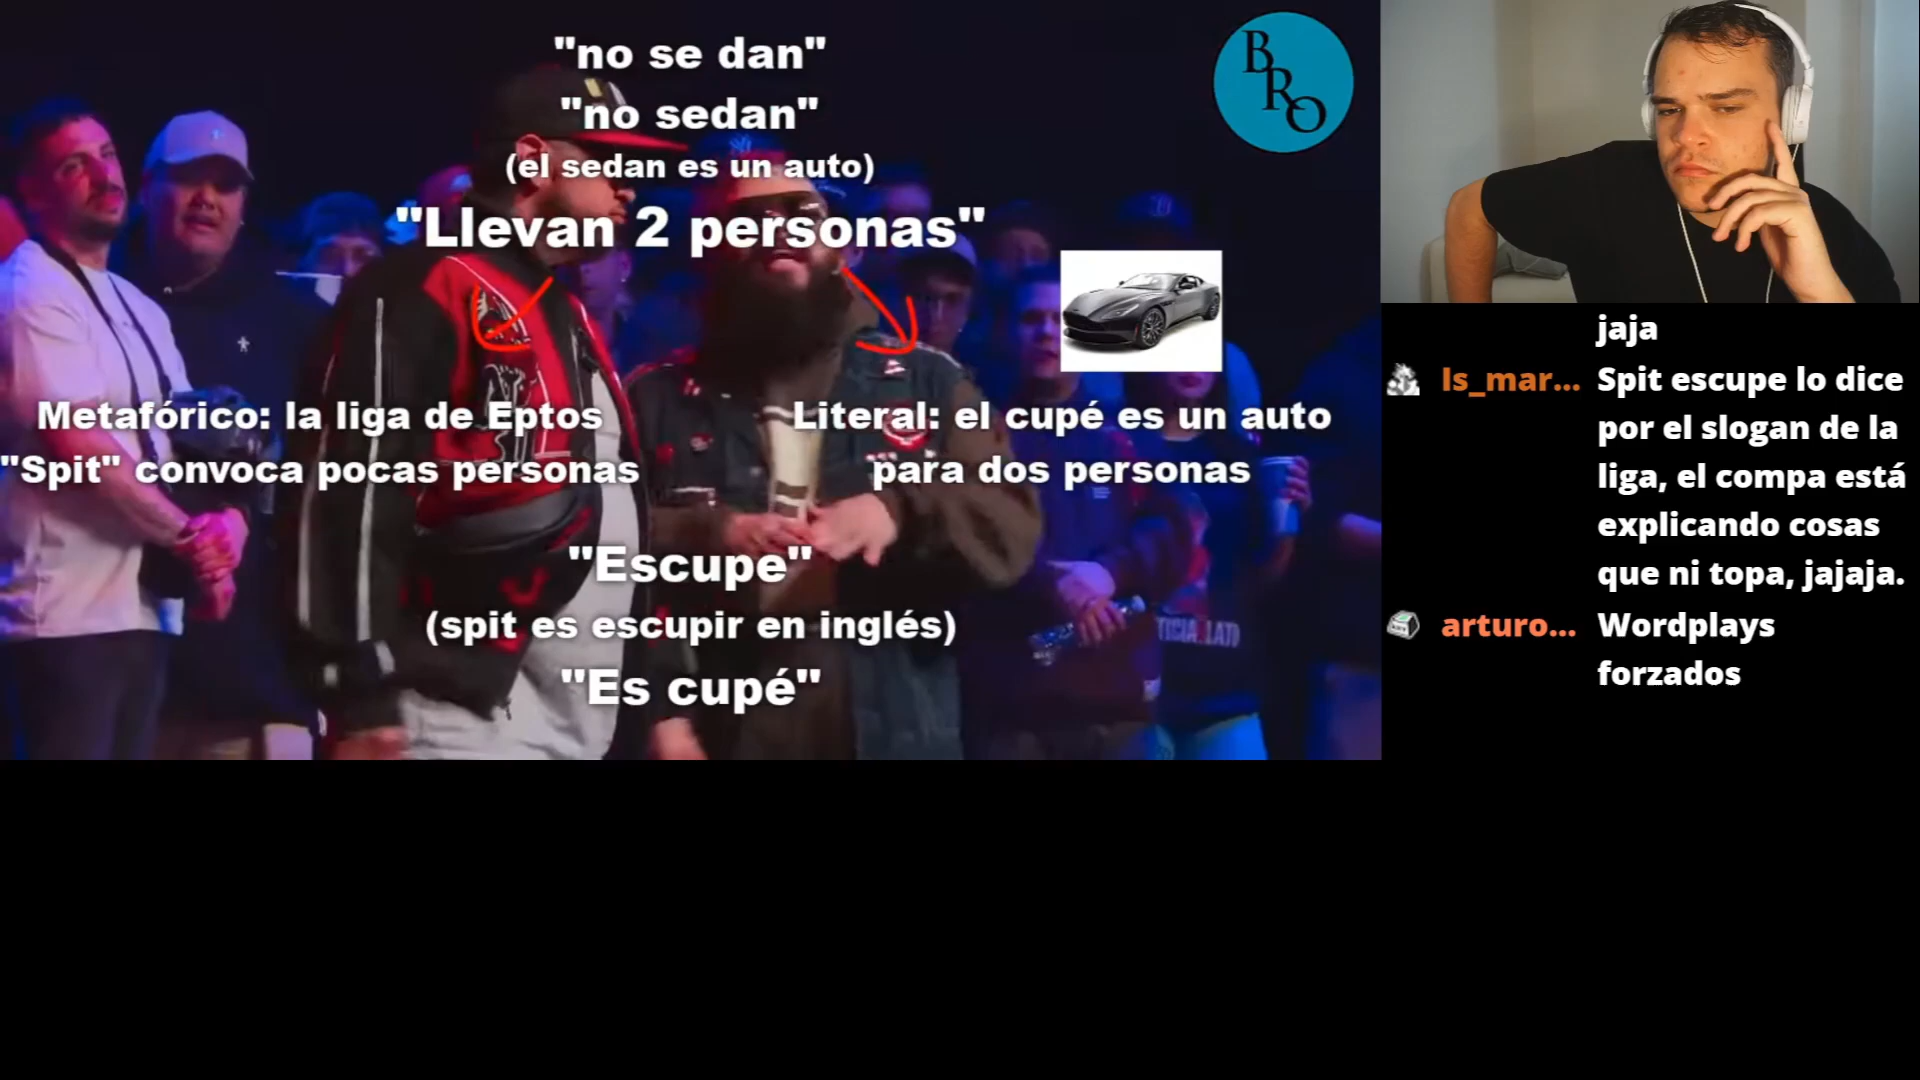 "no se dan"
"no sedan"
(el sedan es un auto)
"Llevan 2 personas"
Metafórico: la liga de Eptos
"Spit" convoca pocas personas
Literal: el cupé es un auto
para dos personas
"Escupe"
(spit es escupir en inglés)
"Es cupé"
BRO
jaja
Is_mar... Spit escupe lo dice
por el slogan de la
liga, el compa está
explicando cosas
que ni topa, jajaja.
arturo... Wordplays
forzados